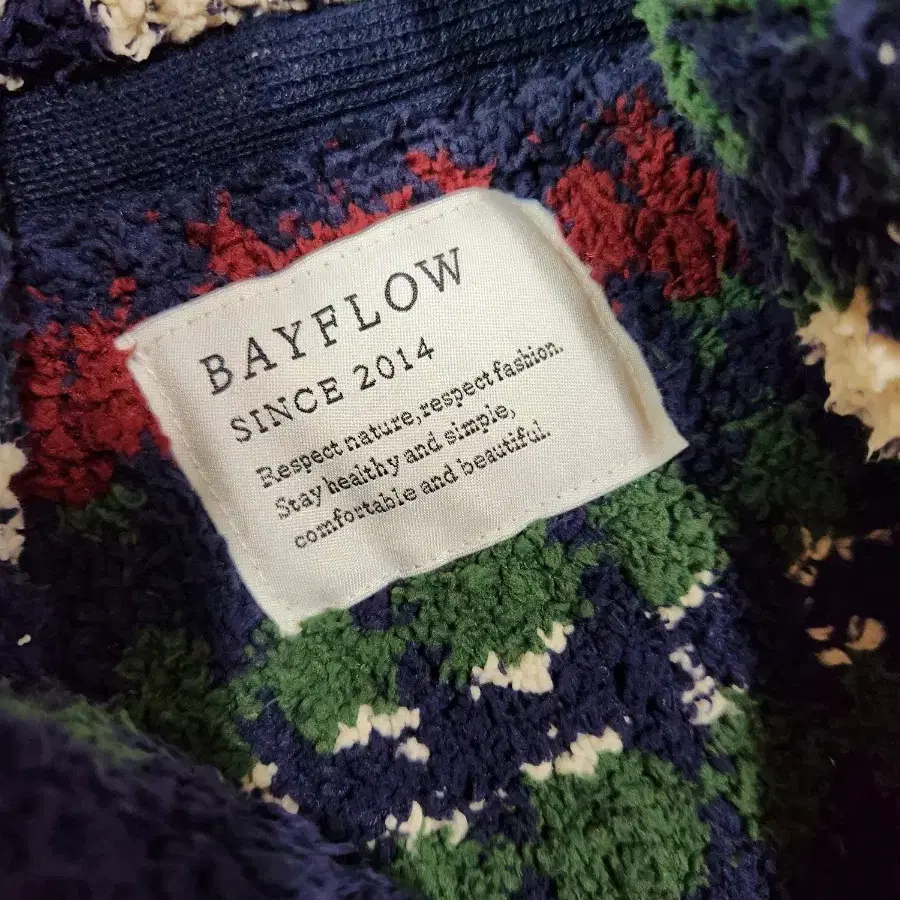 BAYFLOW
SINCE 2014
Respect nature, respect fashion.
Stay healthy and simple,
comfortable and beautiful.